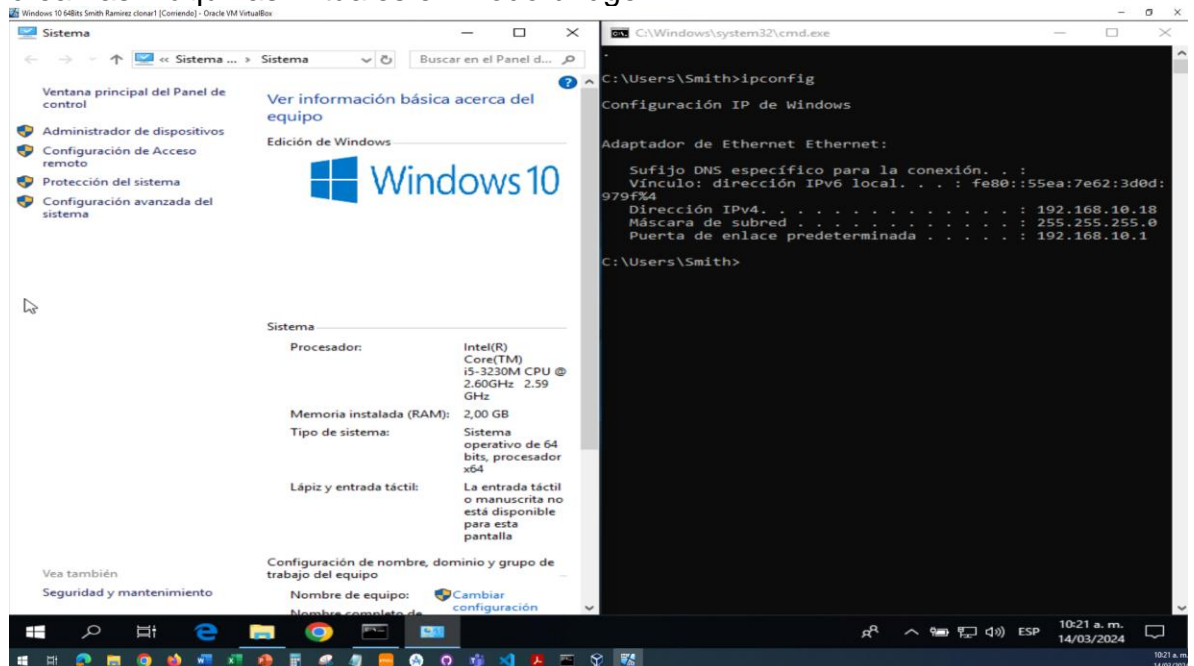 Windows 10 64Bits Smith Ramirez clonar1 [Corriendo] - Oracle VM VirtualBox
Sistema
« Sistema ... > Sistema
Buscar en el Panel d...
Ventana principal del Panel de
control
Administrador de dispositivos
Configuración de Acceso
remoto
Protección del sistema
Configuración avanzada del
sistema
Ver información básica acerca del
equipo
Edición de Windows
Windows 10
Sistema
Procesador: Intel(R)
Core(TM)
i5-3230M CPU @
2.60GHz 2.59
GHz
Memoria instalada (RAM): 2,00 GB
Tipo de sistema: Sistema
operativo de 64
bits, procesador
x64
Lápiz y entrada táctil: La entrada táctil
o manuscrita no
está disponible
para esta
pantalla
Configuración de nombre, dominio y grupo de
trabajo del equipo
Nombre de equipo: Cambiar
configuración
Nombre completo de
Vea también
Seguridad y mantenimiento
C:\Windows\system32\cmd.exe
.
C:\Users\Smith>ipconfig
Configuración IP de Windows
Adaptador de Ethernet Ethernet:
Sufijo DNS específico para la conexión. . :
Vínculo: dirección IPv6 local. . . : fe80::55ea:7e62:3d0d:
979f%4
Dirección IPv4. . . . . . . . . . . . . . : 192.168.10.18
Máscara de subred . . . . . . . . . . . . : 255.255.255.0
Puerta de enlace predeterminada . . . . . : 192.168.10.1
C:\Users\Smith>
ESP
10:21 a. m.
14/03/2024
10:21 a. m.
14/03/2024